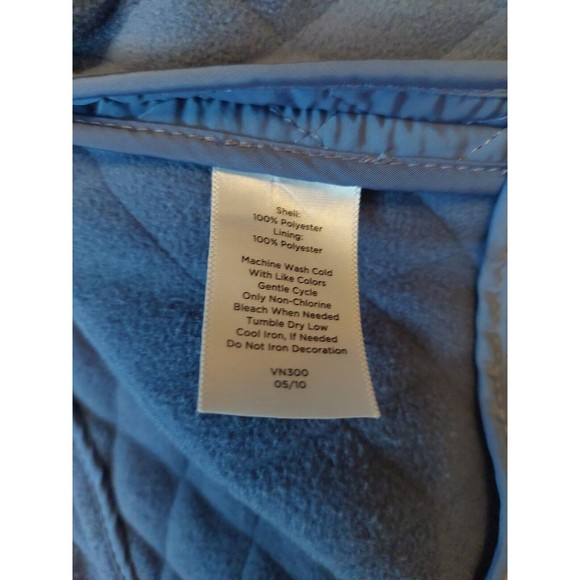 Shell:
100% Polyester
Lining:
100% Polyester
Machine Wash Cold
With Like Colors
Gentle Cycle
Only Non-Chlorine
Bleach When Needed
Tumble Dry Low
Cool Iron, If Needed
Do Not Iron Decoration
VN300
05/10